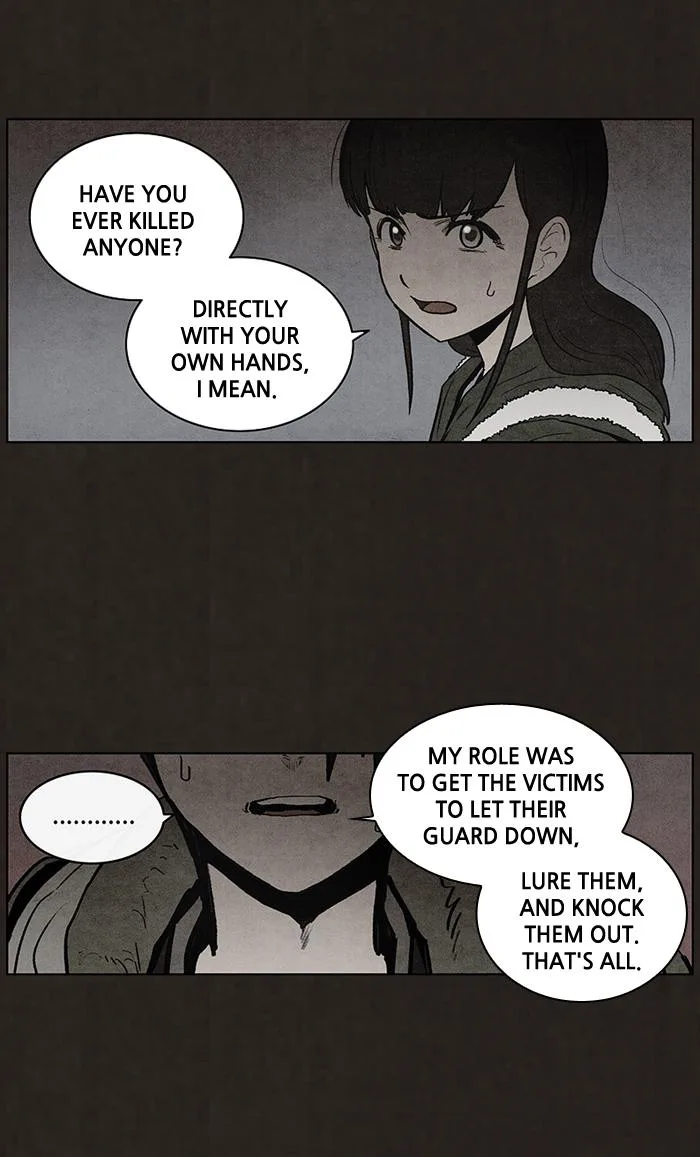 HAVE YOU
EVER KILLED
ANYONE?
DIRECTLY
WITH YOUR
OWN HANDS,
I MEAN.
............
MY ROLE WAS
TO GET THE VICTIMS
TO LET THEIR
GUARD DOWN,
LURE THEM,
AND KNOCK
THEM OUT.
THAT'S ALL.